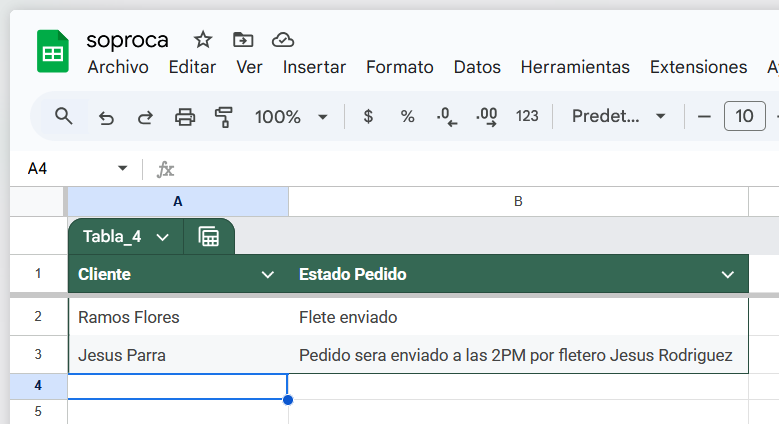 soproca
Archivo Editar Ver Insertar Formato Datos Herramientas Extensiones
100% $ % .0 .00 123 Predet... 10
A4 fx
A B
Tabla_4
1 Cliente Estado Pedido
2 Ramos Flores Flete enviado
3 Jesus Parra Pedido sera enviado a las 2PM por fletero Jesus Rodriguez
4
5